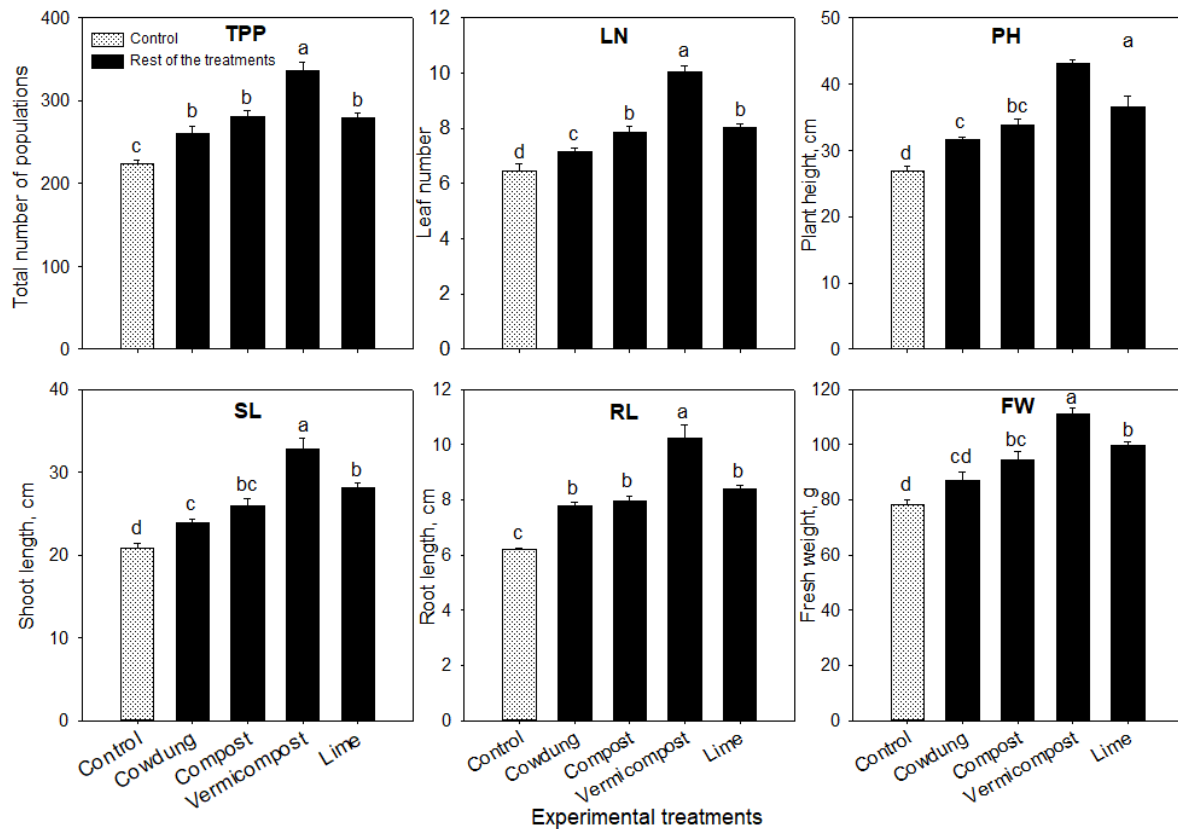 TPP
Control
Rest of the treatments
Total number of populations
400
300
200
100
0
c
b
b
a
b
LN
Leaf number
12
10
8
6
4
2
0
d
c
b
a
b
PH
Plant height, cm
50
40
30
20
10
0
d
c
bc
a
SL
Shoot length, cm
40
30
20
10
0
d
c
bc
a
b
Control
Cowdung
Compost
Vermicompost
Lime
RL
Root length, cm
12
10
8
6
4
2
0
c
b
b
a
b
Control
Cowdung
Compost
Vermicompost
Lime
FW
Fresh weight, g
120
100
80
60
40
20
0
d
cd
bc
a
b
Control
Cowdung
Compost
Vermicompost
Lime
Experimental treatments